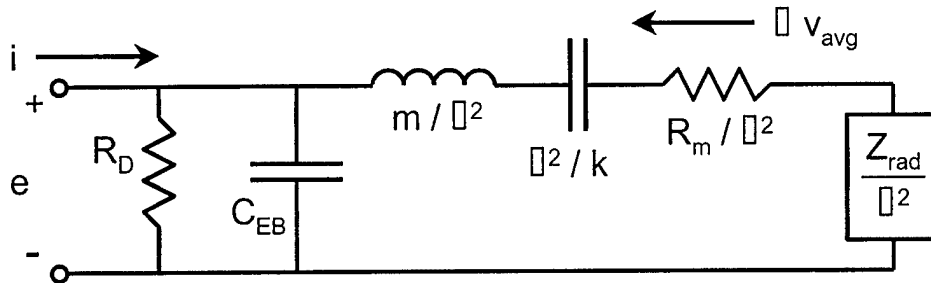 i
▯ v_avg
+
R_D
e
C_EB
-
m / ▯²
▯² / k
R_m / ▯²
Z_rad
▯²